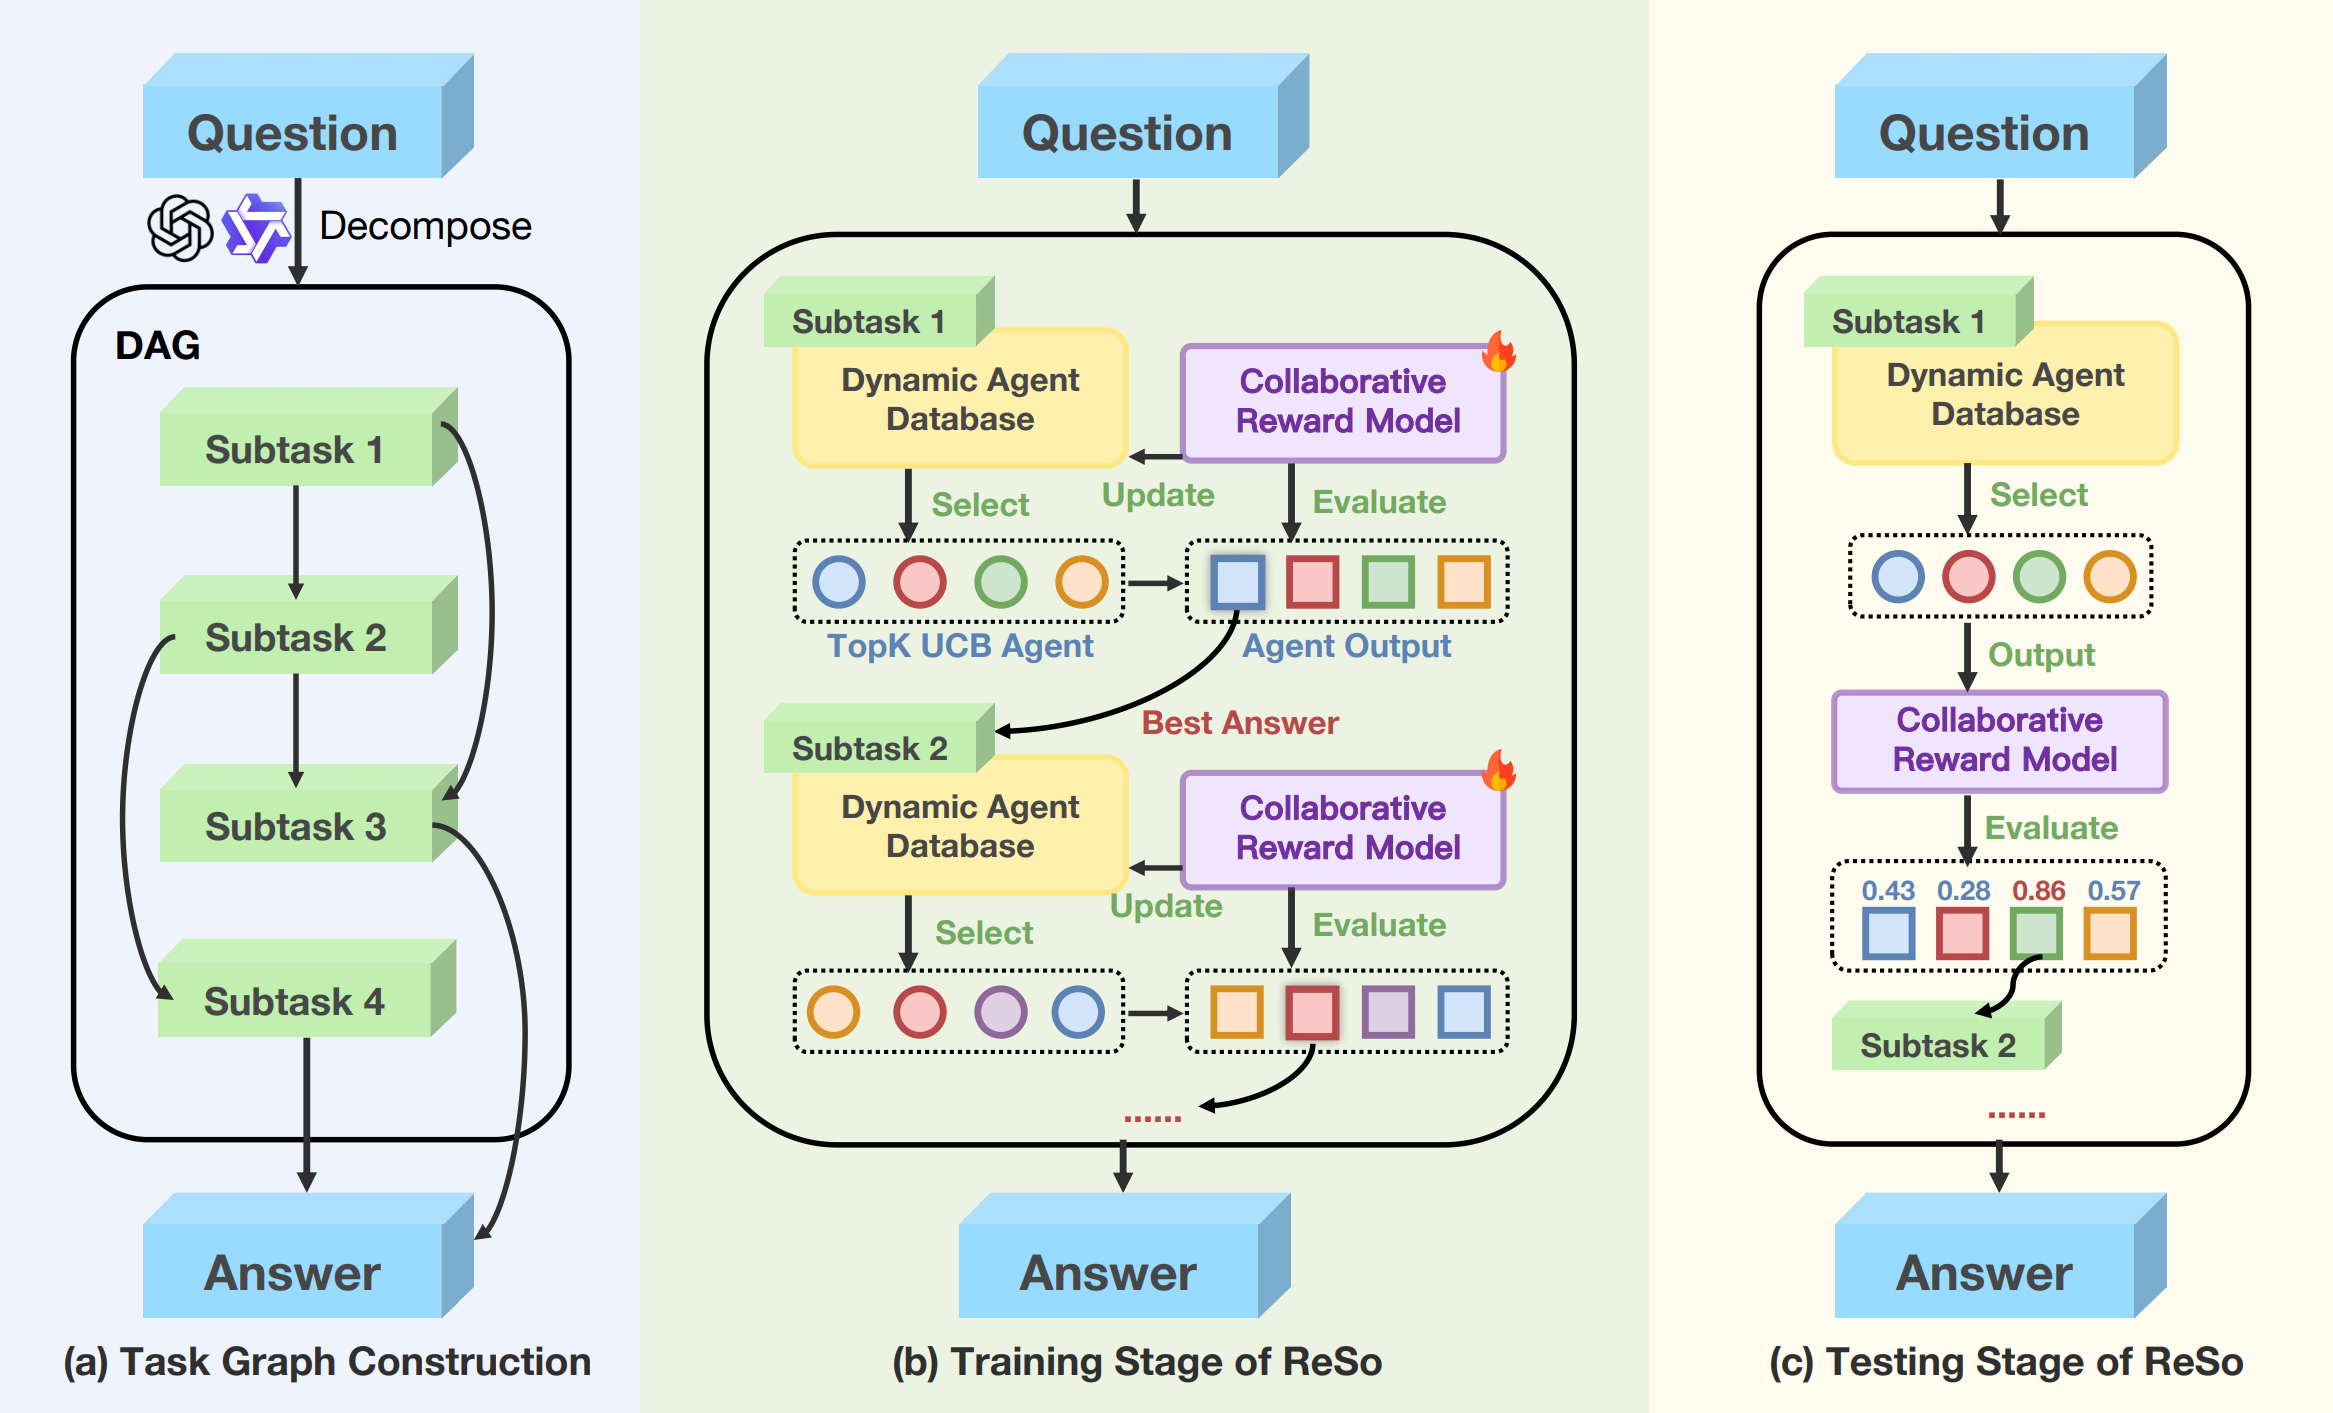 Question
Decompose
DAG
Subtask 1
Subtask 2
Subtask 3
Subtask 4
Answer
(a) Task Graph Construction
Question
Subtask 1
Dynamic Agent
Database
Collaborative
Reward Model
Select
Update
Evaluate
TopK UCB Agent
Agent Output
Best Answer
Subtask 2
Dynamic Agent
Database
Collaborative
Reward Model
Select
Update
Evaluate
......
Answer
(b) Training Stage of ReSo
Question
Subtask 1
Dynamic Agent
Database
Select
Output
Collaborative
Reward Model
Evaluate
0.43 0.28 0.86 0.57
Subtask 2
......
Answer
(c) Testing Stage of ReSo